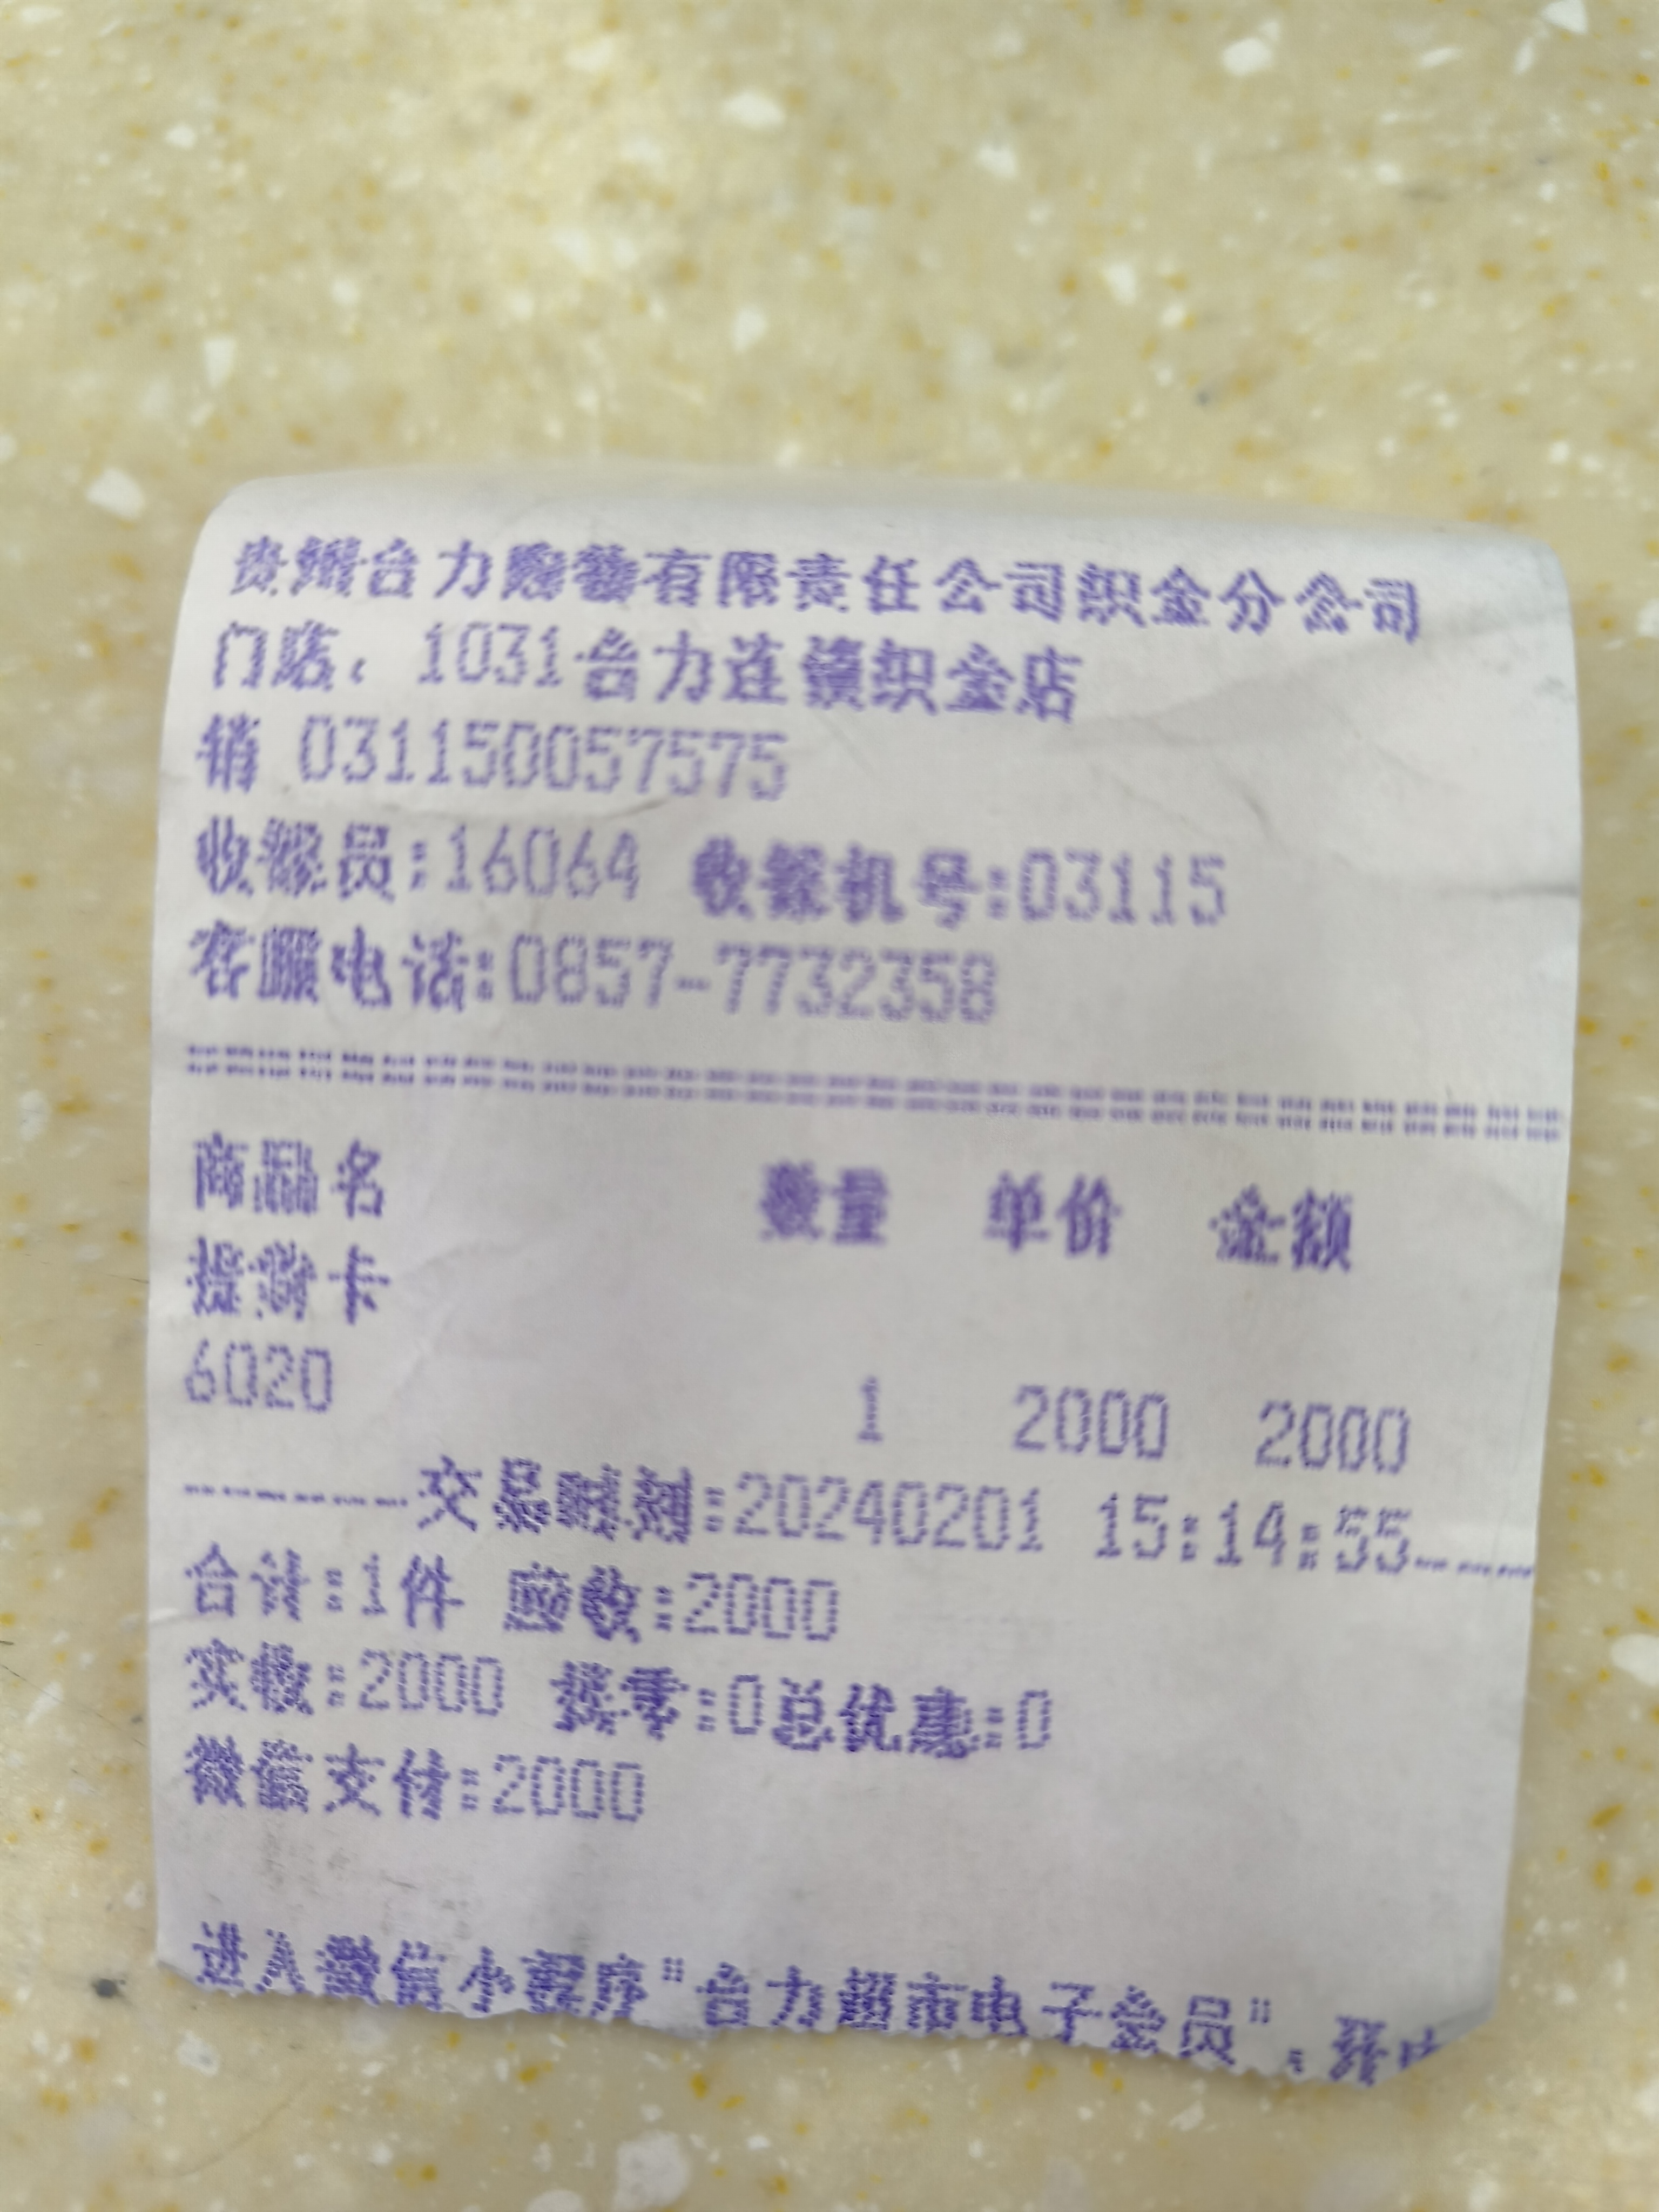 贵州合力购物有限责任公司织金分公司
门店：1031合力连锁织金店
销 031150057575
收银员:16064 收银机号:03115
客服电话:0857-7732358
商品名 数量 单价 金额
提货卡
6020 1 2000 2000
交易时刻:20240201 15:14:55
合计:1件 应收:2000
实收:2000 找零:0总优惠:0
微信支付:2000
进入微信小程序"合力超市电子会员"，